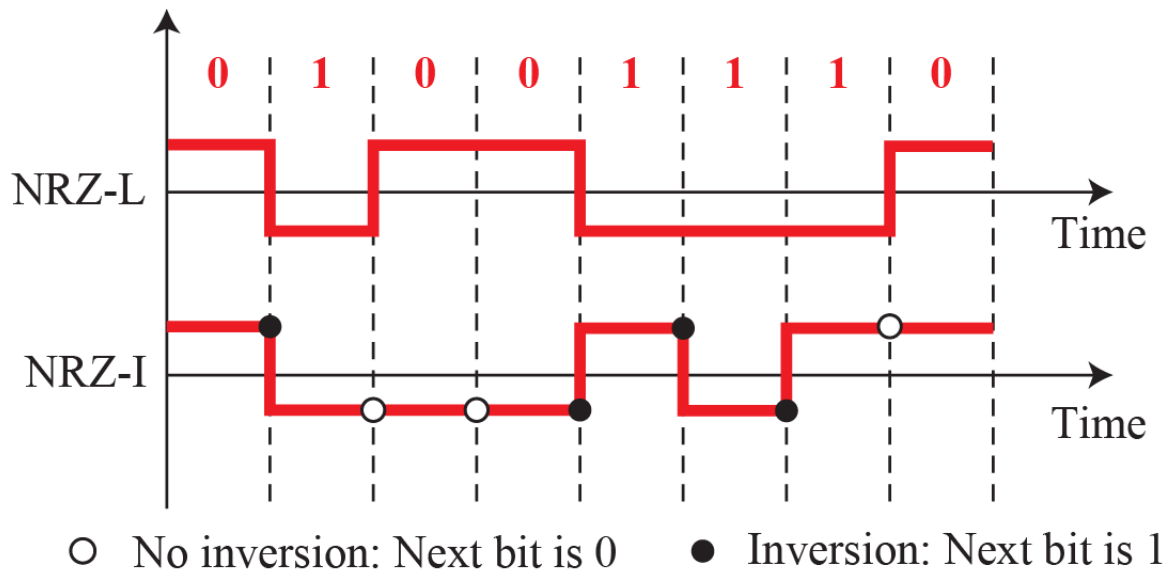 0 1 0 0 1 1 1 0
NRZ-L
Time
NRZ-I
Time
No inversion: Next bit is 0
Inversion: Next bit is 1